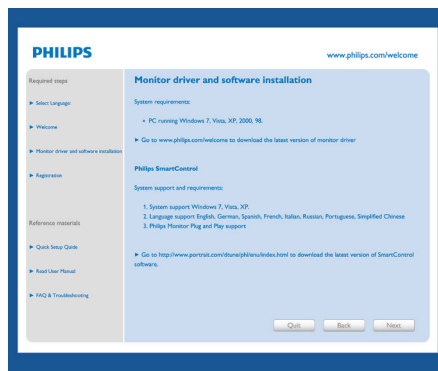 PHILIPS
www.philips.com/welcome
Required steps
Select Language
Welcome
Monitor driver and software installation
Registration
Reference materials
Quick Setup Guide
Read User Manual
FAQ & Troubleshooting
Monitor driver and software installation
System requirements:
• PC running Windows 7, Vista, XP, 2000, 98.
Go to www.philips.com/welcome to download the latest version of monitor driver
Philips SmartControl
System support and requirements:
1. System support Windows 7, Vista, XP.
2. Language support English, German, Spanish, French, Italian, Russian, Portuguese, Simplified Chinese
3. Philips Monitor Plug and Play support
Go to http://www.portrait.com/dtune/phl/enu/index.html to download the latest version of SmartControl
software.
Quit
Back
Next